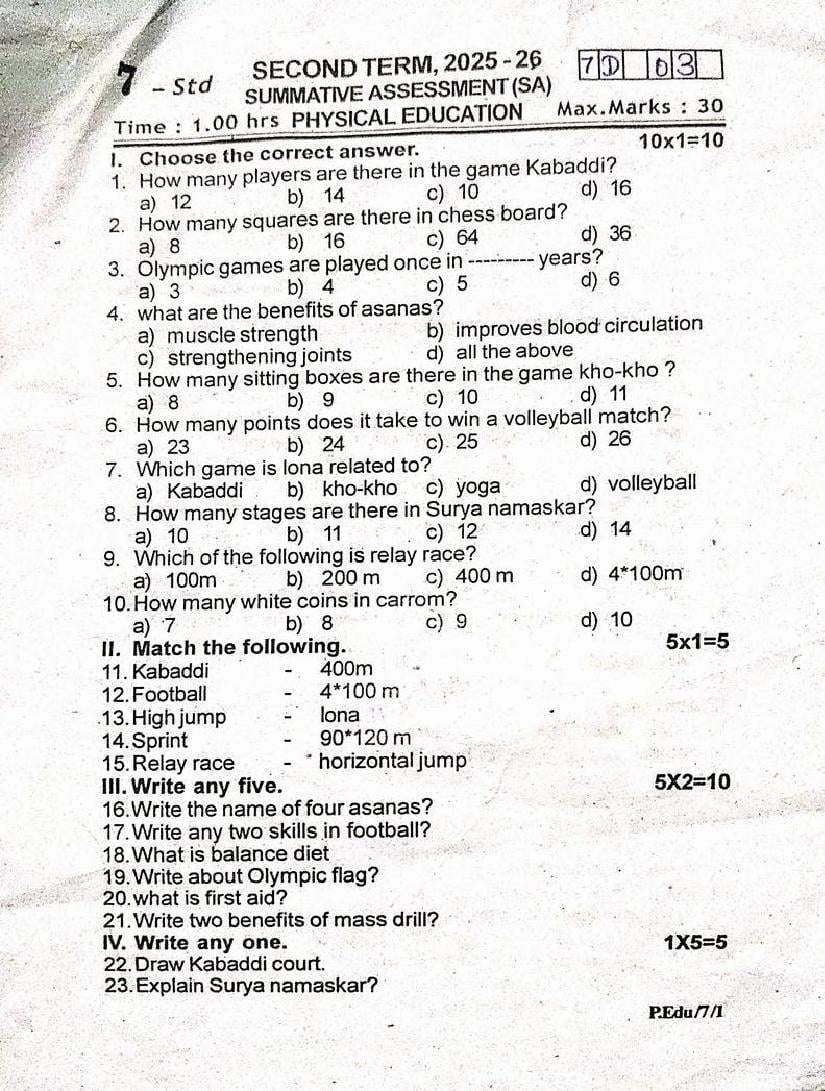 7 - Std
SECOND TERM, 2025-26
7D 03
SUMMATIVE ASSESSMENT (SA)
Time : 1.00 hrs PHYSICAL EDUCATION Max.Marks : 30
I. Choose the correct answer. 10x1=10
1. How many players are there in the game Kabaddi?
a) 12 b) 14 c) 10 d) 16
2. How many squares are there in chess board?
a) 8 b) 16 c) 64 d) 36
3. Olympic games are played once in --------- years?
a) 3 b) 4 c) 5 d) 6
4. what are the benefits of asanas?
a) muscle strength b) improves blood circulation
c) strengthening joints d) all the above
5. How many sitting boxes are there in the game kho-kho ?
a) 8 b) 9 c) 10 d) 11
6. How many points does it take to win a volleyball match?
a) 23 b) 24 c) 25 d) 26
7. Which game is lona related to?
a) Kabaddi b) kho-kho c) yoga d) volleyball
8. How many stages are there in Surya namaskar?
a) 10 b) 11 c) 12 d) 14
9. Which of the following is relay race?
a) 100m b) 200 m c) 400 m d) 4*100m
10. How many white coins in carrom?
a) 7 b) 8 c) 9 d) 10
II. Match the following. 5x1=5
11. Kabaddi - 400m
12. Football - 4*100 m
13. High jump - lona
14. Sprint - 90*120 m
15. Relay race - horizontal jump
III. Write any five. 5X2=10
16. Write the name of four asanas?
17. Write any two skills in football?
18. What is balance diet
19. Write about Olympic flag?
20. what is first aid?
21. Write two benefits of mass drill?
IV. Write any one. 1X5=5
22. Draw Kabaddi court.
23. Explain Surya namaskar?
P.Edu/7/1